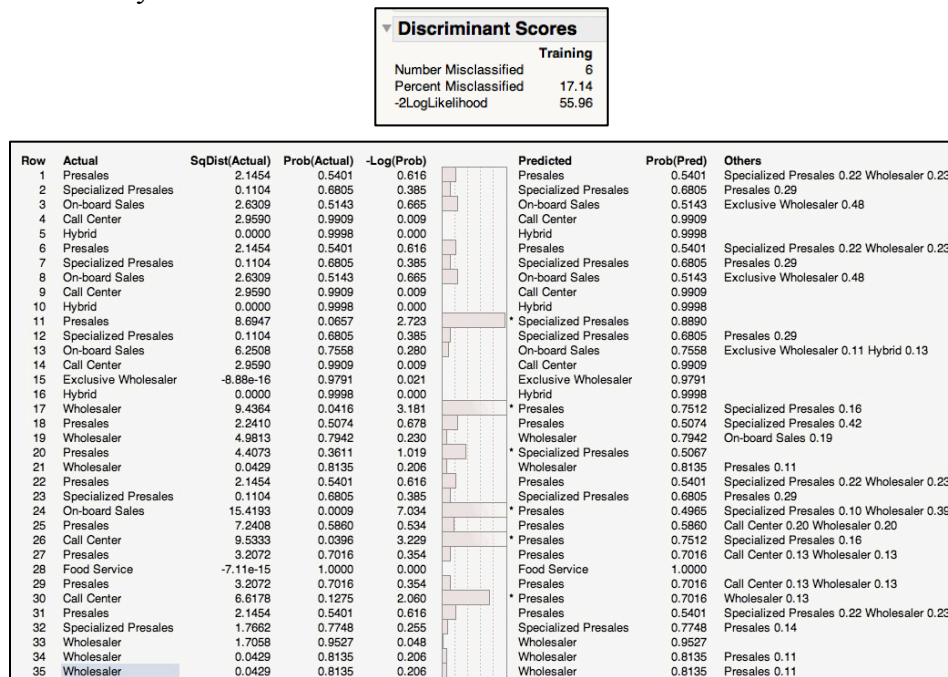 Discriminant Scores
Training
Number Misclassified 6
Percent Misclassified 17.14
-2LogLikelihood 55.96
Row Actual SqDist(Actual) Prob(Actual) -Log(Prob) Predicted Prob(Pred) Others
1 Presales 2.1454 0.5401 0.616 Presales 0.5401 Specialized Presales 0.22 Wholesaler 0.23
2 Specialized Presales 0.1104 0.6805 0.385 Specialized Presales 0.6805 Presales 0.29
3 On-board Sales 2.6309 0.5143 0.665 On-board Sales 0.5143 Exclusive Wholesaler 0.48
4 Call Center 2.9590 0.9909 0.009 Call Center 0.9909
5 Hybrid 0.0000 0.9998 0.000 Hybrid 0.9998
6 Presales 2.1454 0.5401 0.616 Presales 0.5401 Specialized Presales 0.22 Wholesaler 0.23
7 Specialized Presales 0.1104 0.6805 0.385 Specialized Presales 0.6805 Presales 0.29
8 On-board Sales 2.6309 0.5143 0.665 On-board Sales 0.5143 Exclusive Wholesaler 0.48
9 Call Center 2.9590 0.9909 0.009 Call Center 0.9909
10 Hybrid 0.0000 0.9998 0.000 Hybrid 0.9998
11 Presales 8.6947 0.0657 2.723 * Specialized Presales 0.8890
12 Specialized Presales 0.1104 0.6805 0.385 Specialized Presales 0.6805 Presales 0.29
13 On-board Sales 6.2508 0.7558 0.280 On-board Sales 0.7558 Exclusive Wholesaler 0.11 Hybrid 0.13
14 Call Center 2.9590 0.9909 0.009 Call Center 0.9909
15 Exclusive Wholesaler -8.88e-16 0.9791 0.021 Exclusive Wholesaler 0.9791
16 Hybrid 0.0000 0.9998 0.000 Hybrid 0.9998
17 Wholesaler 9.4364 0.0416 3.181 * Presales 0.7512 Specialized Presales 0.16
18 Presales 2.2410 0.5074 0.678 Presales 0.5074 Specialized Presales 0.42
19 Wholesaler 4.9813 0.7942 0.230 Wholesaler 0.7942 On-board Sales 0.19
20 Presales 4.4073 0.3611 1.019 * Specialized Presales 0.5067
21 Wholesaler 0.0429 0.8135 0.206 Wholesaler 0.8135 Presales 0.11
22 Presales 2.1454 0.5401 0.616 Presales 0.5401 Specialized Presales 0.22 Wholesaler 0.23
23 Specialized Presales 0.1104 0.6805 0.385 Specialized Presales 0.6805 Presales 0.29
24 On-board Sales 15.4193 0.0009 7.034 * Presales 0.4965 Specialized Presales 0.10 Wholesaler 0.39
25 Presales 7.2408 0.5860 0.534 Presales 0.5860 Call Center 0.20 Wholesaler 0.20
26 Call Center 9.5333 0.0396 3.229 * Presales 0.7512 Specialized Presales 0.16
27 Presales 3.2072 0.7016 0.354 Presales 0.7016 Call Center 0.13 Wholesaler 0.13
28 Food Service -7.11e-15 1.0000 0.000 Food Service 1.0000
29 Presales 3.2072 0.7016 0.354 Presales 0.7016 Call Center 0.13 Wholesaler 0.13
30 Call Center 6.6178 0.1275 2.060 * Presales 0.7016 Wholesaler 0.13
31 Presales 2.1454 0.5401 0.616 Presales 0.5401 Specialized Presales 0.22 Wholesaler 0.23
32 Specialized Presales 1.7662 0.7748 0.255 Specialized Presales 0.7748 Presales 0.14
33 Wholesaler 1.7058 0.9527 0.048 Wholesaler 0.9527
34 Wholesaler 0.0429 0.8135 0.206 Wholesaler 0.8135 Presales 0.11
35 Wholesaler 0.0429 0.8135 0.206 Wholesaler 0.8135 Presales 0.11